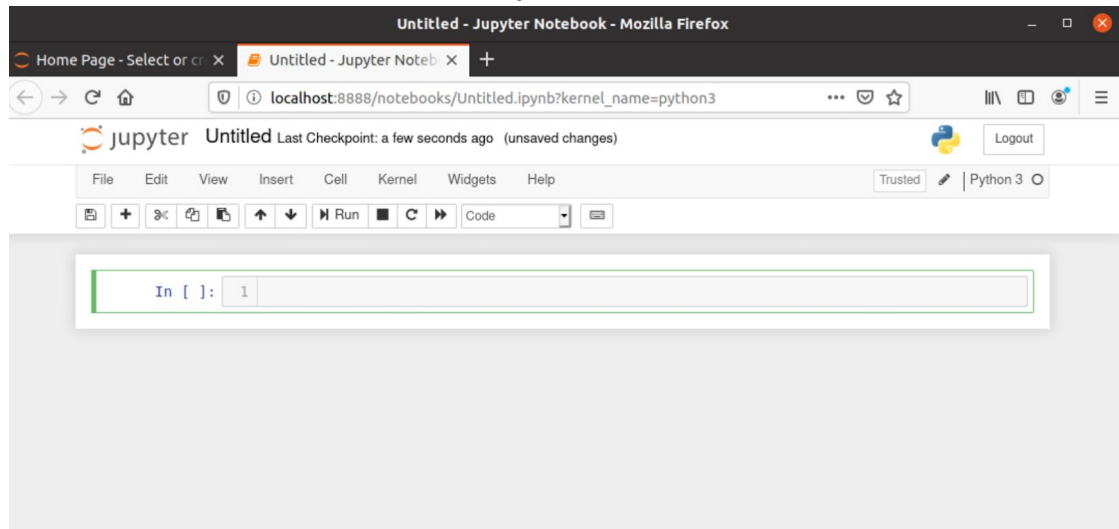 Untitled - Jupyter Notebook - Mozilla Firefox
Home Page - Select or cr Untitled - Jupyter Noteb
localhost:8888/notebooks/Untitled.ipynb?kernel_name=python3
jupyter Untitled Last Checkpoint: a few seconds ago (unsaved changes) Logout
File Edit View Insert Cell Kernel Widgets Help Trusted Python 3
Run Code
In [ ]: 1